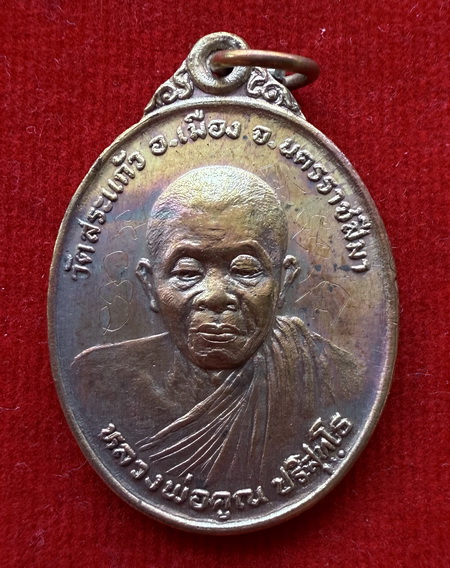 วัดสระแก้ว อ.เมือง จ.นครราชสีมา
หลวงพ่อคูณ ปริสุทฺโธ